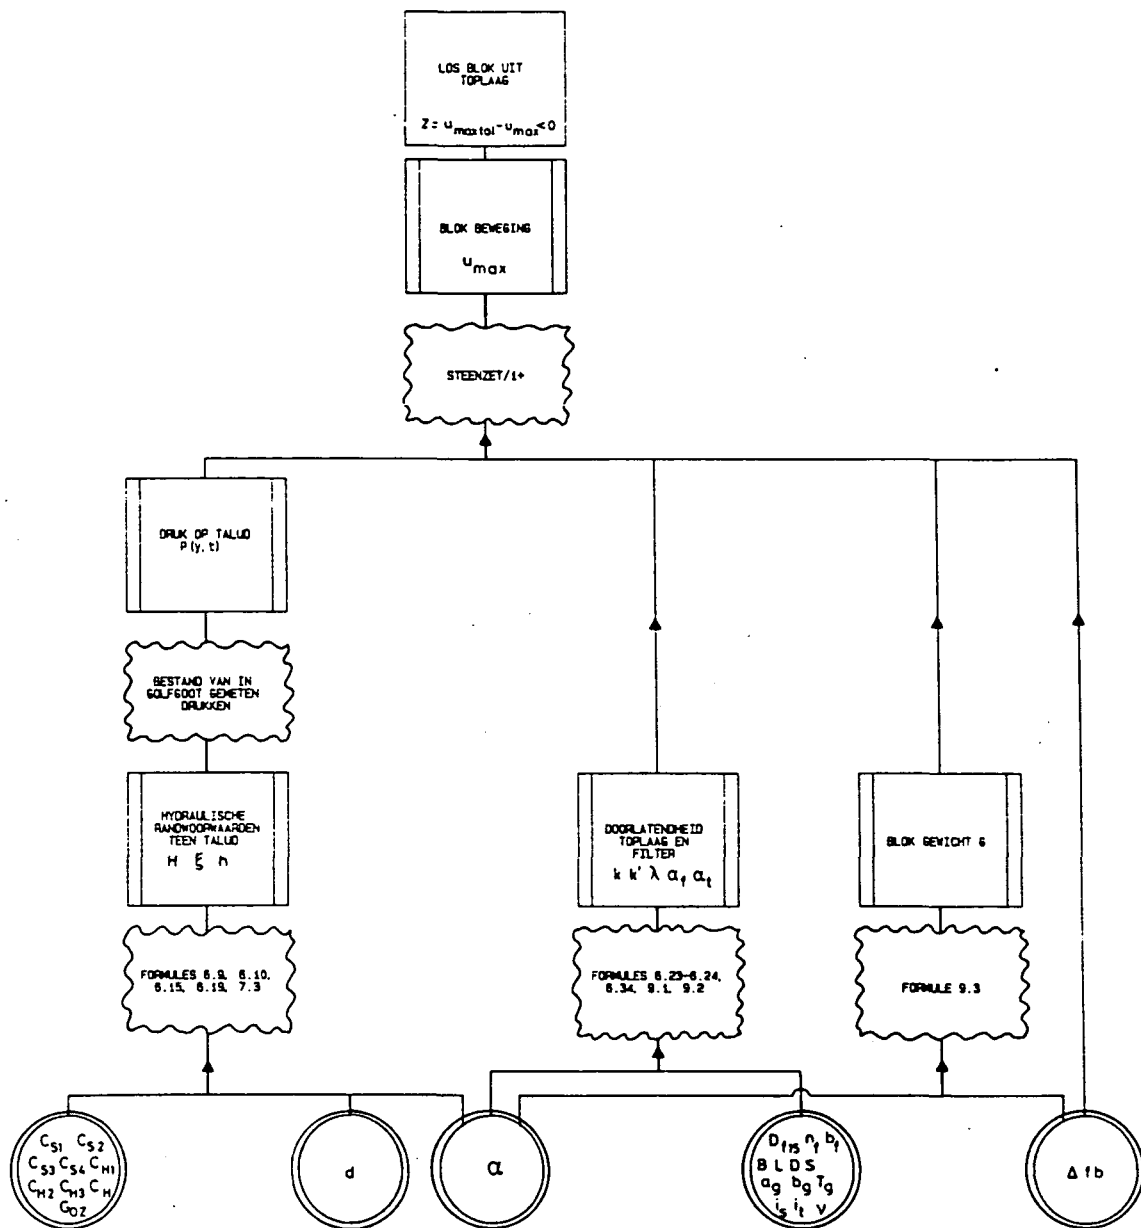 LOS BLOK UIT
TOPLAAG
Z = u_maxtol - u_max < 0
BLOK BEWEGING
u_max
STEENZET/1+
DRUK OP TALUD
P(y,t)
BESTAND VAN IN
GOLFGOOT GEMETEN
DRUKKEN
HYDRAULISCHE
RANDVOORWAARDEN
TEEN TALUD
H ξ h
DOORLATENDHEID
TOPLAAG EN
FILTER
k k' λ α_f α_t
BLOK GEWICHT G
FORMULES 6.9, 6.10,
6.15, 6.19, 7.3
FORMULES 6.23-6.24,
6.34, 9.1, 9.2
FORMULE 9.3
C_S1 C_S2
C_S3 C_S4 C_H1
C_H2 C_H3 C_H
G_02
d
α
D_f15 n_f b_f
B L D S
a_g b_g T_g
i_s i_t v
Δ f b